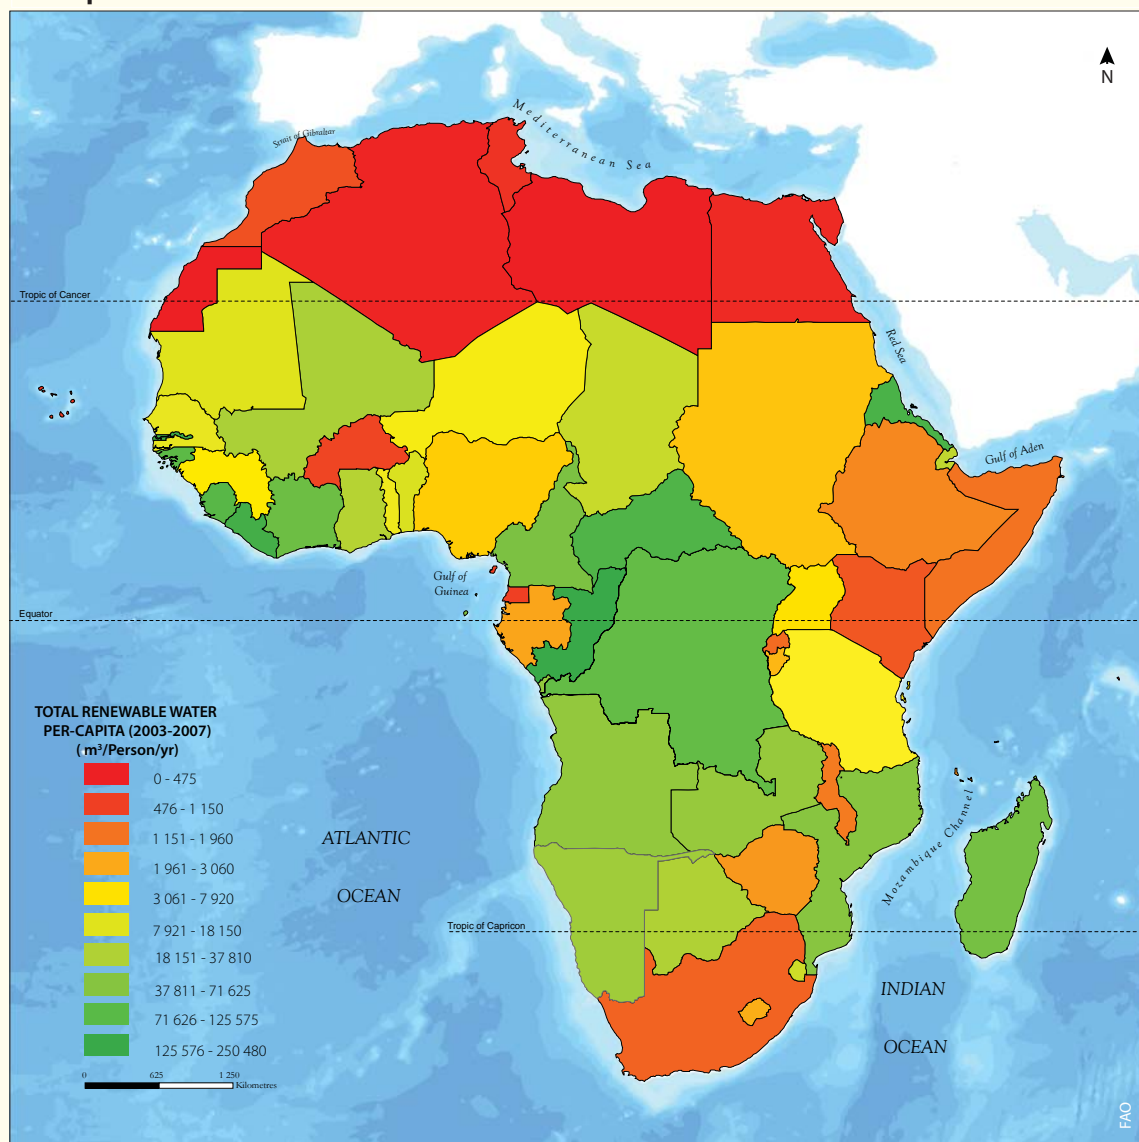 N
Mediterranean Sea
Strait of Gibraltar
Tropic of Cancer
Red Sea
Gulf of Aden
Gulf of
Guinea
Equator
TOTAL RENEWABLE WATER
PER-CAPITA (2003-2007)
( m³/Person/yr)
0 - 475
476 - 1 150
1 151 - 1 960
1 961 - 3 060
3 061 - 7 920
7 921 - 18 150
18 151 - 37 810
37 811 - 71 625
71 626 - 125 575
125 576 - 250 480
0 625 1 250
Kilometres
ATLANTIC
OCEAN
Mozambique Channel
Tropic of Capricon
INDIAN
OCEAN
FAO